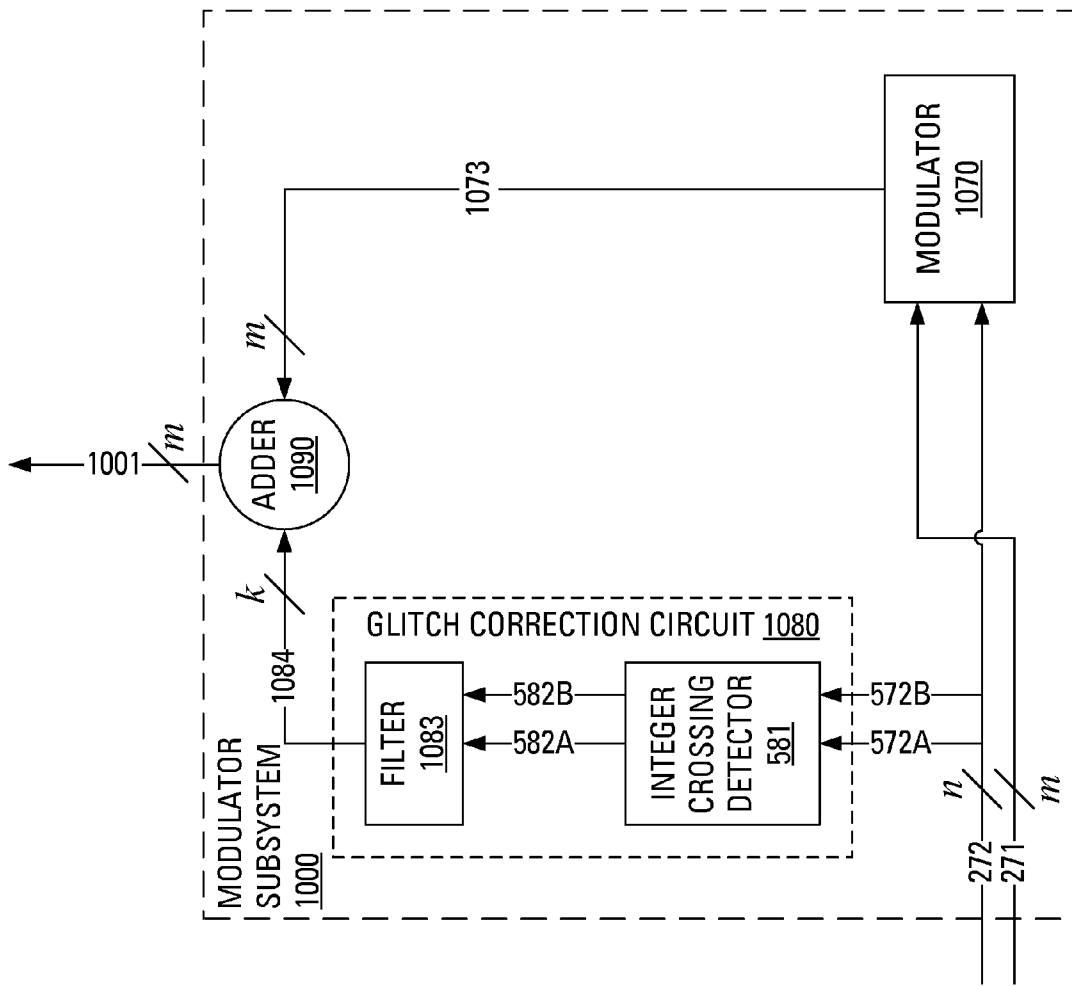 1001
m
ADDER
1090
k
m
1084
1073
MODULATOR
SUBSYSTEM
1000
GLITCH CORRECTION CIRCUIT 1080
FILTER
1083
582B
582A
INTEGER
CROSSING
DETECTOR
581
572B
572A
MODULATOR
1070
n
m
272
271